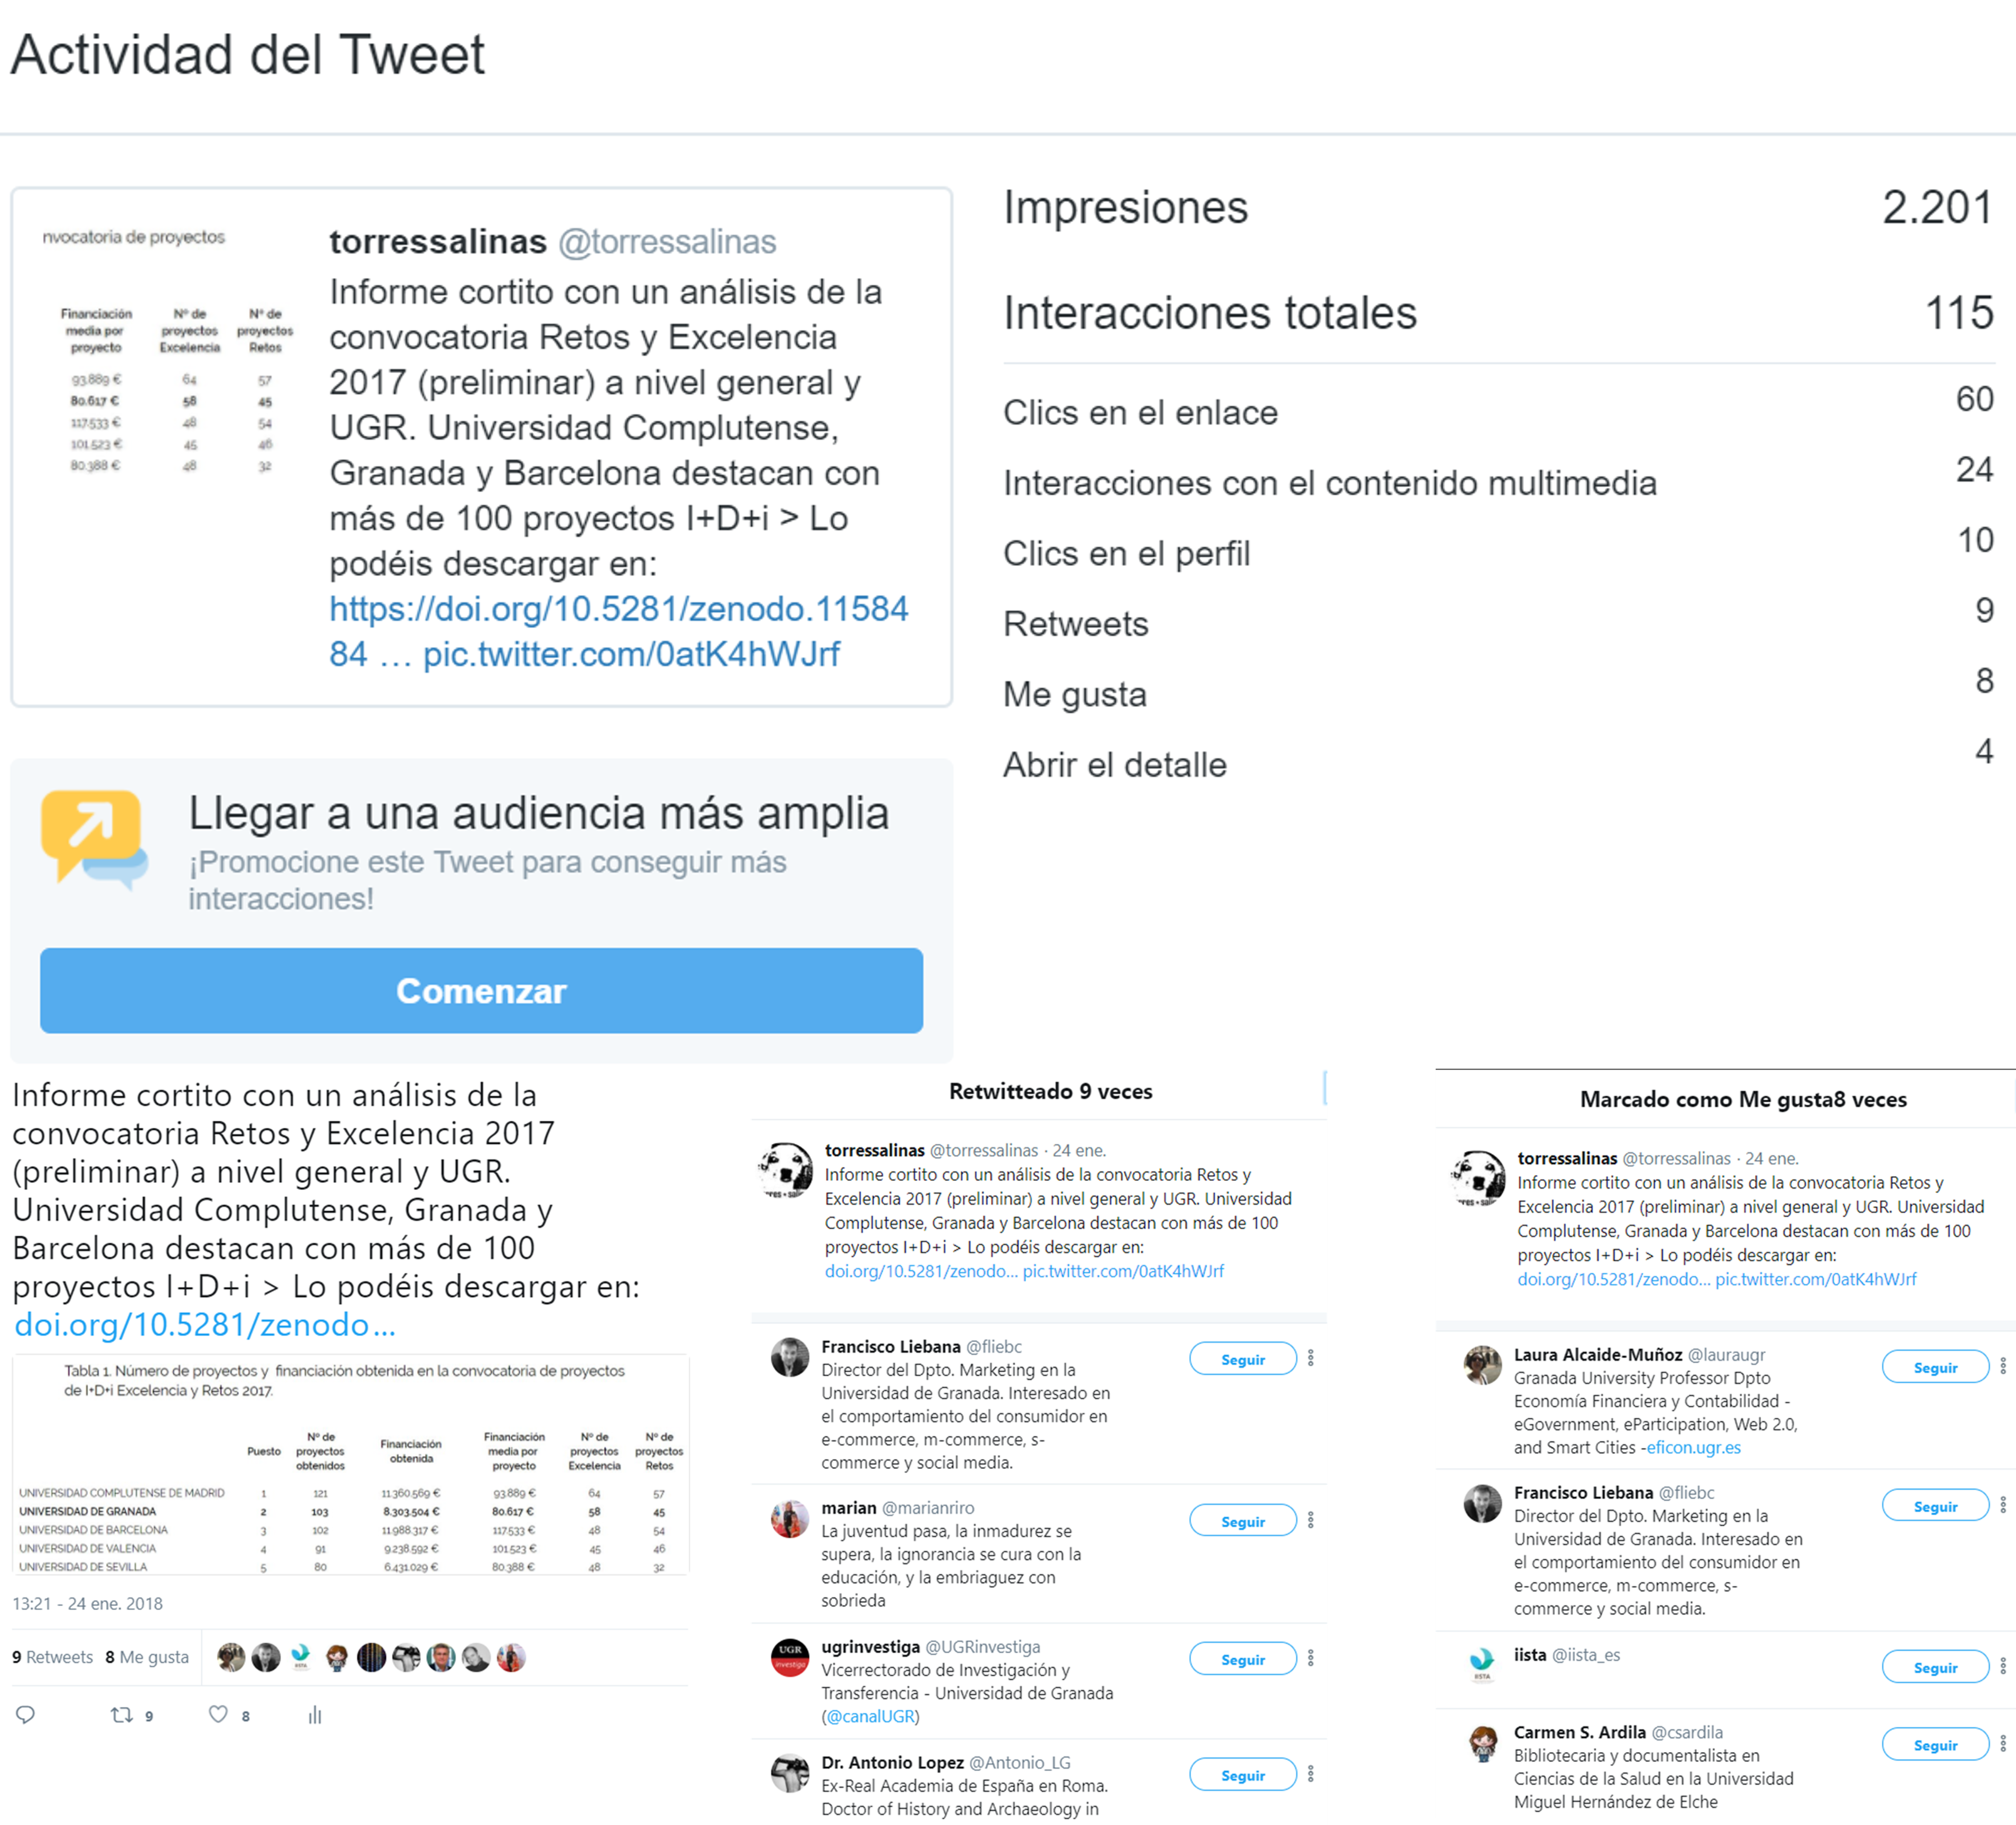 Actividad del Tweet
nvocatoria de proyectos
Financiación media por proyecto Nº de proyectos Excelencia Nº de proyectos Retos
93.889 € 64 57
80.617 € 58 45
117.533 € 48 54
101.523 € 45 46
80.388 € 48 32
torressalinas @torressalinas
Informe cortito con un análisis de la
convocatoria Retos y Excelencia
2017 (preliminar) a nivel general y
UGR. Universidad Complutense,
Granada y Barcelona destacan con
más de 100 proyectos I+D+i > Lo
podéis descargar en:
https://doi.org/10.5281/zenodo.11584
84 … pic.twitter.com/0atK4hWJrf
Impresiones 2.201
Interacciones totales 115
Clics en el enlace 60
Interacciones con el contenido multimedia 24
Clics en el perfil 10
Retweets 9
Me gusta 8
Abrir el detalle 4
Llegar a una audiencia más amplia
¡Promocione este Tweet para conseguir más
interacciones!
Comenzar
Informe cortito con un análisis de la
convocatoria Retos y Excelencia 2017
(preliminar) a nivel general y UGR.
Universidad Complutense, Granada y
Barcelona destacan con más de 100
proyectos I+D+i > Lo podéis descargar en:
doi.org/10.5281/zenodo…
Tabla 1. Número de proyectos y financiación obtenida en la convocatoria de proyectos
de I+D+i Excelencia y Retos 2017.
Puesto Nº de proyectos obtenidos Financiación obtenida Financiación media por proyecto Nº de proyectos Excelencia Nº de proyectos Retos
UNIVERSIDAD COMPLUTENSE DE MADRID 1 121 11.360.569 € 93.889 € 64 57
UNIVERSIDAD DE GRANADA 2 103 8.303.504 € 80.617 € 58 45
UNIVERSIDAD DE BARCELONA 3 102 11.988.317 € 117.533 € 48 54
UNIVERSIDAD DE VALENCIA 4 91 9.238.592 € 101.523 € 45 46
UNIVERSIDAD DE SEVILLA 5 80 6.431.029 € 80.388 € 48 32
13:21 - 24 ene. 2018
9 Retweets 8 Me gusta
9 8
Retwitteado 9 veces
torressalinas @torressalinas · 24 ene.
Informe cortito con un análisis de la convocatoria Retos y
Excelencia 2017 (preliminar) a nivel general y UGR. Universidad
Complutense, Granada y Barcelona destacan con más de 100
proyectos I+D+i > Lo podéis descargar en:
doi.org/10.5281/zenodo… pic.twitter.com/0atK4hWJrf
Francisco Liebana @fliebc
Seguir
Director del Dpto. Marketing en la
Universidad de Granada. Interesado en
el comportamiento del consumidor en
e-commerce, m-commerce, s-
commerce y social media.
marian @marianriro
Seguir
La juventud pasa, la inmadurez se
supera, la ignorancia se cura con la
educación, y la embriaguez con
sobrieda
UGR
investiga
ugrinvestiga @UGRinvestiga
Seguir
Vicerrectorado de Investigación y
Transferencia - Universidad de Granada
(@canalUGR)
Dr. Antonio Lopez @Antonio_LG
Seguir
Ex-Real Academia de España en Roma.
Doctor of History and Archaeology in
Marcado como Me gusta8 veces
torressalinas @torressalinas · 24 ene.
Informe cortito con un análisis de la convocatoria Retos y
Excelencia 2017 (preliminar) a nivel general y UGR. Universidad
Complutense, Granada y Barcelona destacan con más de 100
proyectos I+D+i > Lo podéis descargar en:
doi.org/10.5281/zenodo… pic.twitter.com/0atK4hWJrf
Laura Alcaide-Muñoz @lauraugr
Seguir
Granada University Professor Dpto
Economía Financiera y Contabilidad -
eGovernment, eParticipation, Web 2.0,
and Smart Cities -eficon.ugr.es
Francisco Liebana @fliebc
Seguir
Director del Dpto. Marketing en la
Universidad de Granada. Interesado en
el comportamiento del consumidor en
e-commerce, m-commerce, s-
commerce y social media.
IISTA
iista @iista_es
Seguir
Carmen S. Ardila @csardila
Seguir
Bibliotecaria y documentalista en
Ciencias de la Salud en la Universidad
Miguel Hernández de Elche